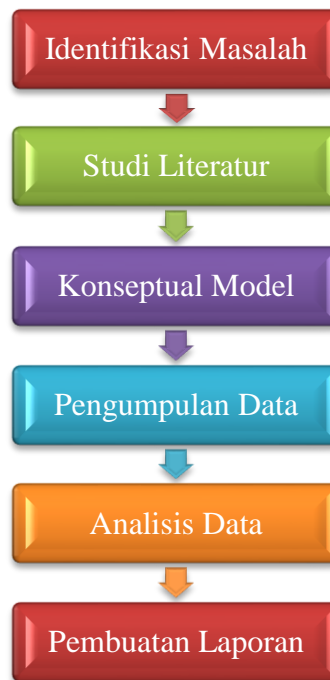 Identifikasi Masalah
Studi Literatur
Konseptual Model
Pengumpulan Data
Analisis Data
Pembuatan Laporan